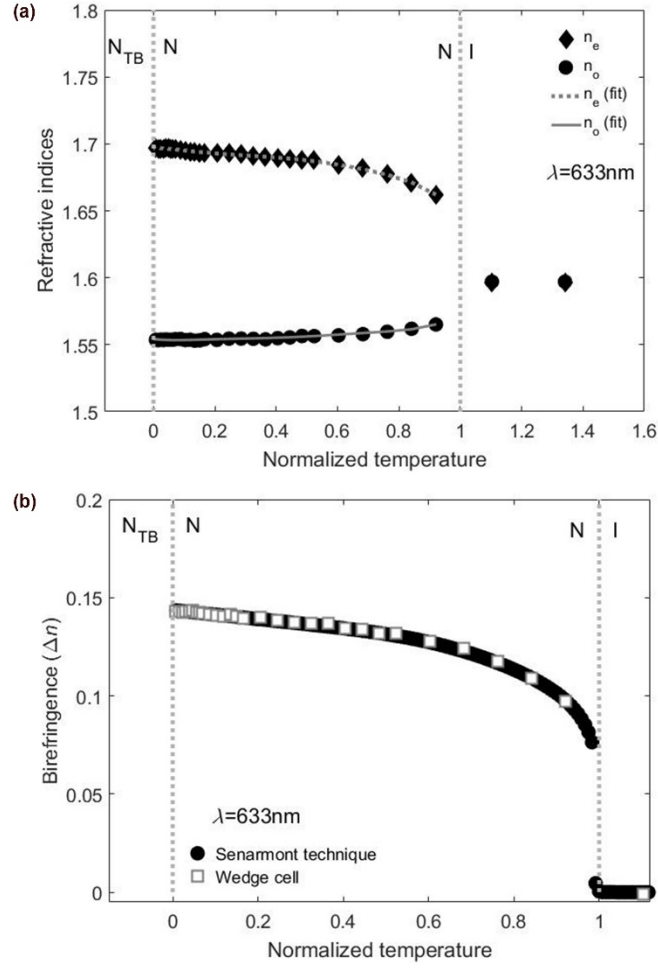 (a)
1.8
1.75
1.7
1.65
1.6
1.55
1.5
Refractive indices
N_TB N N I
n_e
n_o
n_e (fit)
n_o (fit)
λ=633nm
0 0.2 0.4 0.6 0.8 1 1.2 1.4 1.6
Normalized temperature
(b)
0.2
0.15
0.1
0.05
0
Birefringence (Δn)
N_TB N N I
λ=633nm
Senarmont technique
Wedge cell
0 0.2 0.4 0.6 0.8 1
Normalized temperature